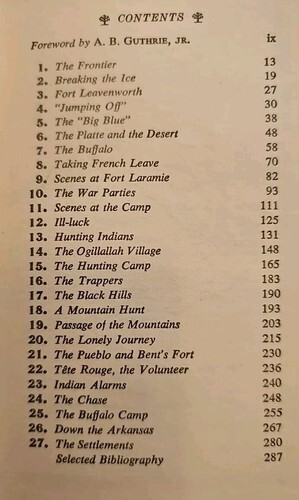 CONTENTS
Foreword by A. B. GUTHRIE, JR. ix
1. The Frontier 13
2. Breaking the Ice 19
3. Fort Leavenworth 27
4. "Jumping Off" 30
5. The "Big Blue" 38
6. The Platte and the Desert 48
7. The Buffalo 58
8. Taking French Leave 70
9. Scenes at Fort Laramie 82
10. The War Parties 93
11. Scenes at the Camp 111
12. Ill-luck 125
13. Hunting Indians 131
14. The Ogillallah Village 148
15. The Hunting Camp 165
16. The Trappers 183
17. The Black Hills 190
18. A Mountain Hunt 193
19. Passage of the Mountains 203
20. The Lonely Journey 215
21. The Pueblo and Bent's Fort 230
22. Tête Rouge, the Volunteer 236
23. Indian Alarms 240
24. The Chase 248
25. The Buffalo Camp 255
26. Down the Arkansas 267
27. The Settlements 280
Selected Bibliography 287